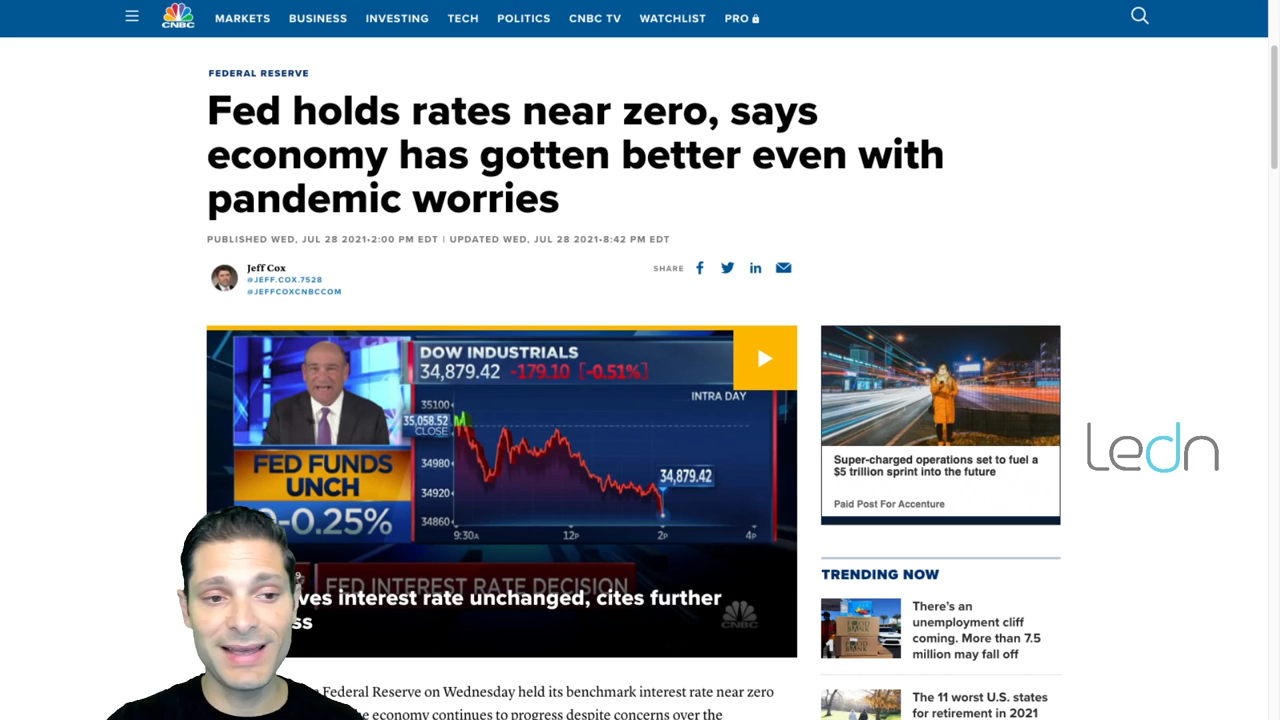 CNBC
MARKETS BUSINESS INVESTING TECH POLITICS CNBC TV WATCHLIST PRO
FEDERAL RESERVE
Fed holds rates near zero, says
economy has gotten better even with
pandemic worries
PUBLISHED WED, JUL 28 2021•2:00 PM EDT | UPDATED WED, JUL 28 2021•8:42 PM EDT
Jeff Cox
@JEFF.COX.7528
@JEFFCOXCNBCCOM
SHARE
DOW INDUSTRIALS
34,879.42 -179.10 [-0.51%]
INTRA DAY
35100
35,058.52
CLOSE
34980
34,879.42
34920
34860
9:30A 12P 2P 4P
FED FUNDS
UNCH
0-0.25%
FED INTEREST RATE DECISION
ves interest rate unchanged, cites further
ss
CNBC
Federal Reserve on Wednesday held its benchmark interest rate near zero
e economy continues to progress despite concerns over the
Super-charged operations set to fuel a
$5 trillion sprint into the future
Paid Post For Accenture
ledn
TRENDING NOW
There's an
unemployment cliff
coming. More than 7.5
million may fall off
FOOD
BANK
The 11 worst U.S. states
for retirement in 2021